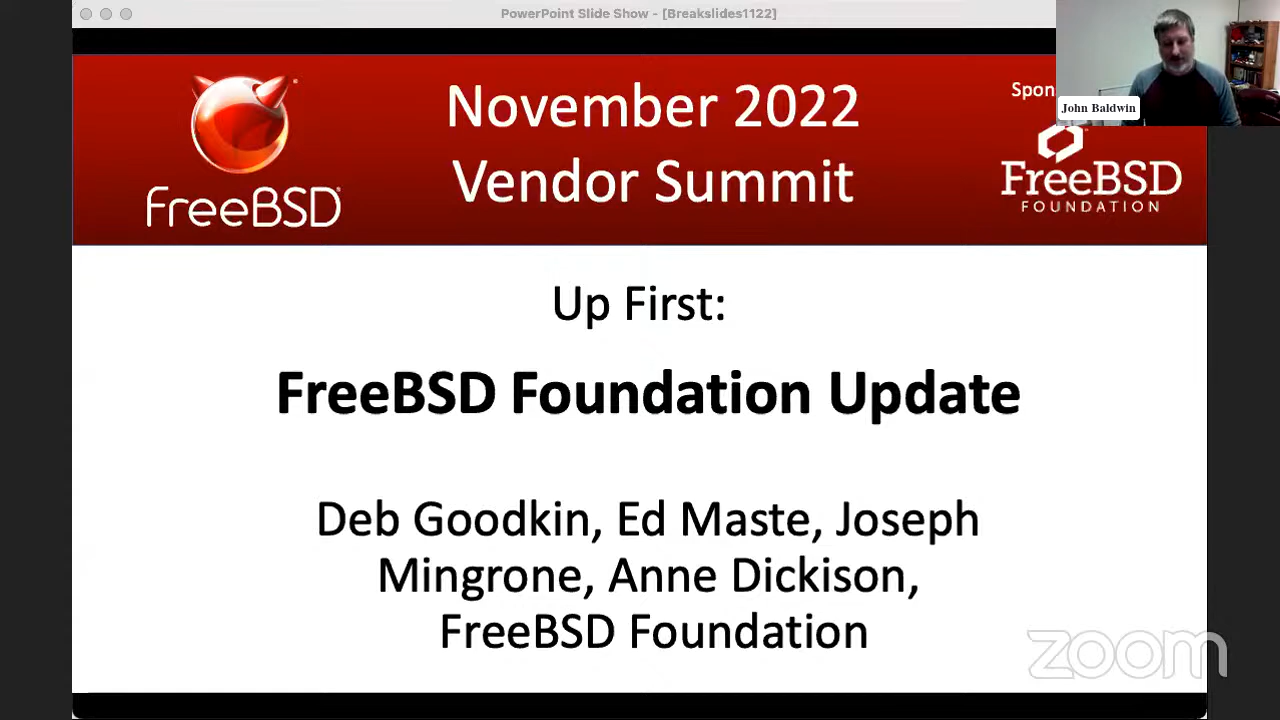 PowerPoint Slide Show - [Breakslides1122]
November 2022
Vendor Summit
FreeBSD
Spon
John Baldwin
FreeBSD
FOUNDATION
Up First:
FreeBSD Foundation Update
Deb Goodkin, Ed Maste, Joseph
Mingrone, Anne Dickison,
FreeBSD Foundation
zoom